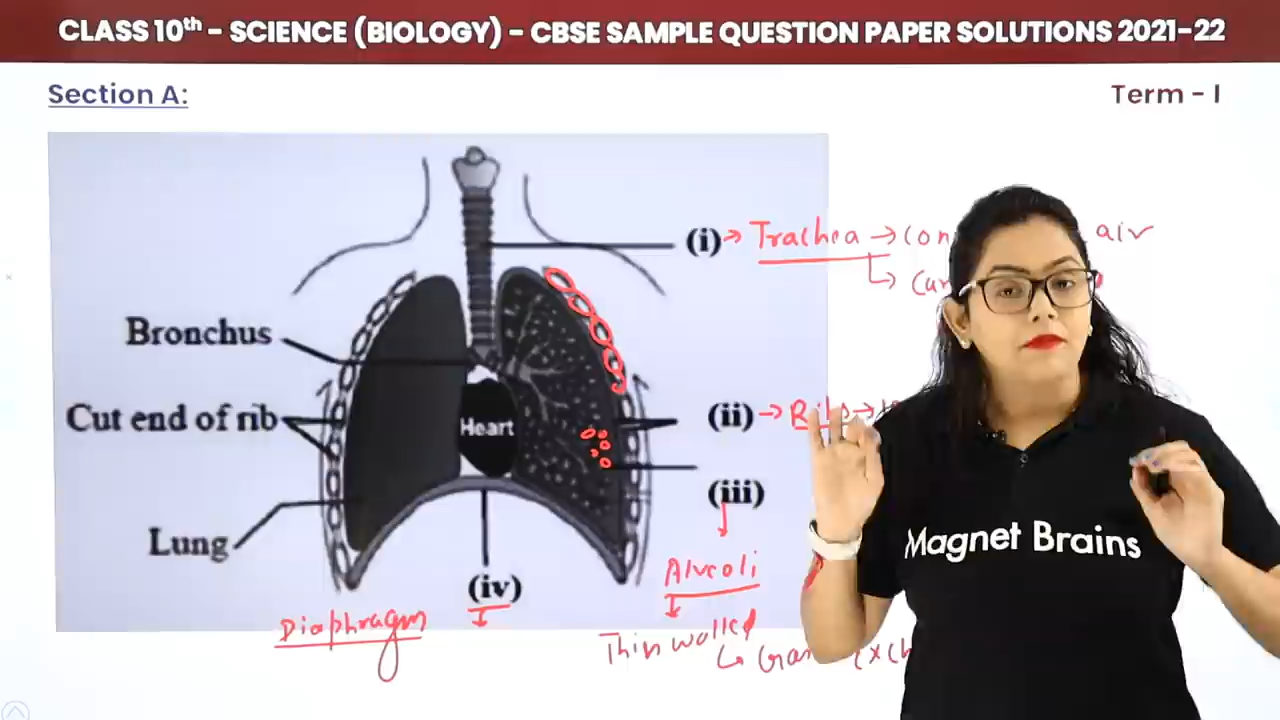 CLASS 10th - SCIENCE (BIOLOGY) - CBSE SAMPLE QUESTION PAPER SOLUTIONS 2021-22
Section A:
Term - I
(i) → Trachea → air
Bronchus
Cut end of rib
Heart
(ii) → Ribs →
(iii)
Lung
Alveoli
(iv)
Diaphragm
Thin walled
Magnet Brains